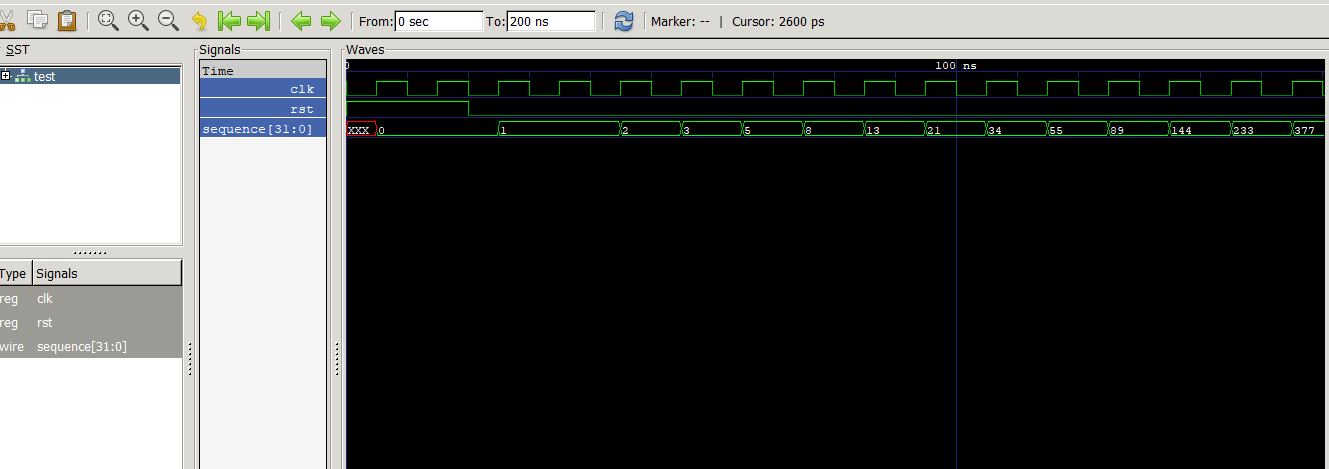 From: 0 sec To: 200 ns Marker: -- | Cursor: 2600 ps
SST
test
Type Signals
reg clk
reg rst
wire sequence[31:0]
Signals
Time
clk
rst
sequence[31:0]
Waves
0 100 ns
XXX 0 1 2 3 5 8 13 21 34 55 89 144 233 377